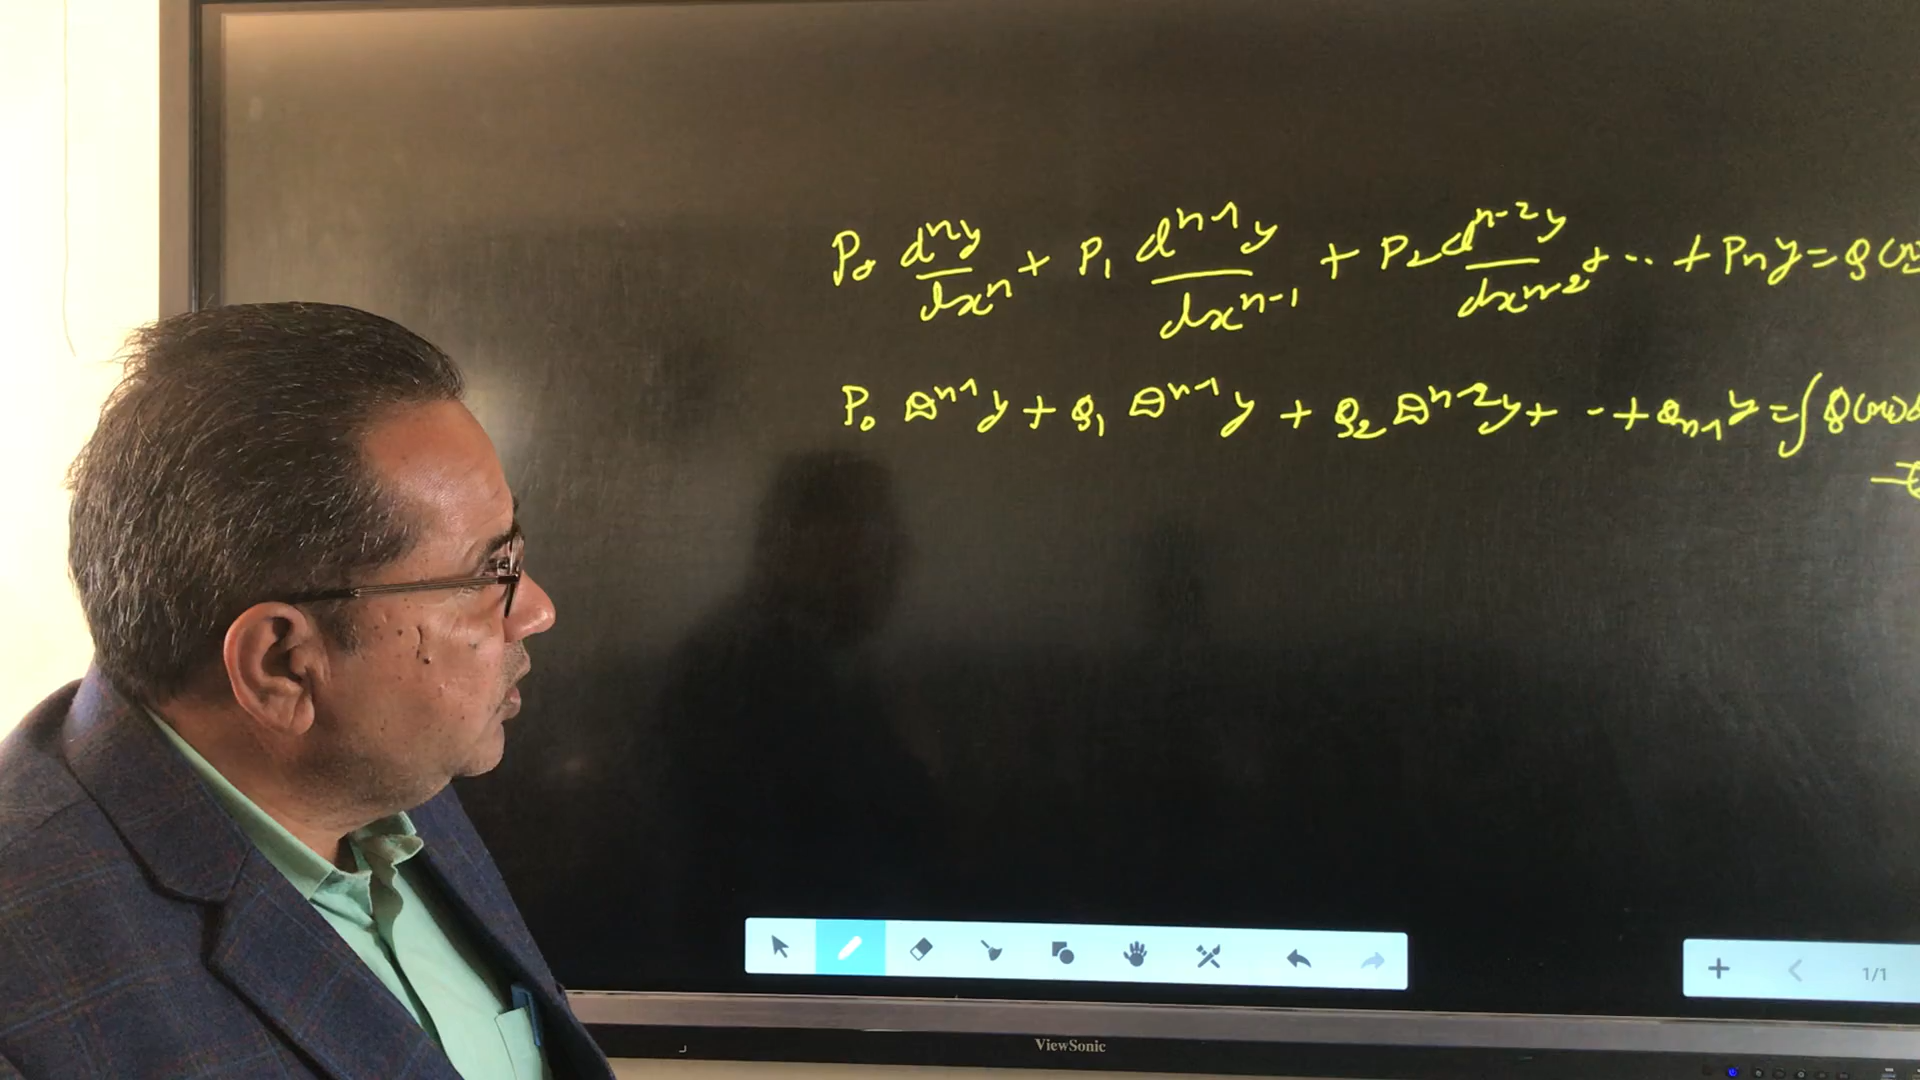 P₀ dⁿy/dxⁿ + P₁ dⁿ⁻¹y/dxⁿ⁻¹ + P₂ dⁿ⁻²y/dxⁿ⁻² + ·· + Pₙy = Q(x)
P₀ Dⁿ⁻¹y + Q₁ Dⁿ⁻¹y + Q₂ Dⁿ⁻²y + ·· + Qₙ₋₁y = ∫Q(x)d
1/1
ViewSonic